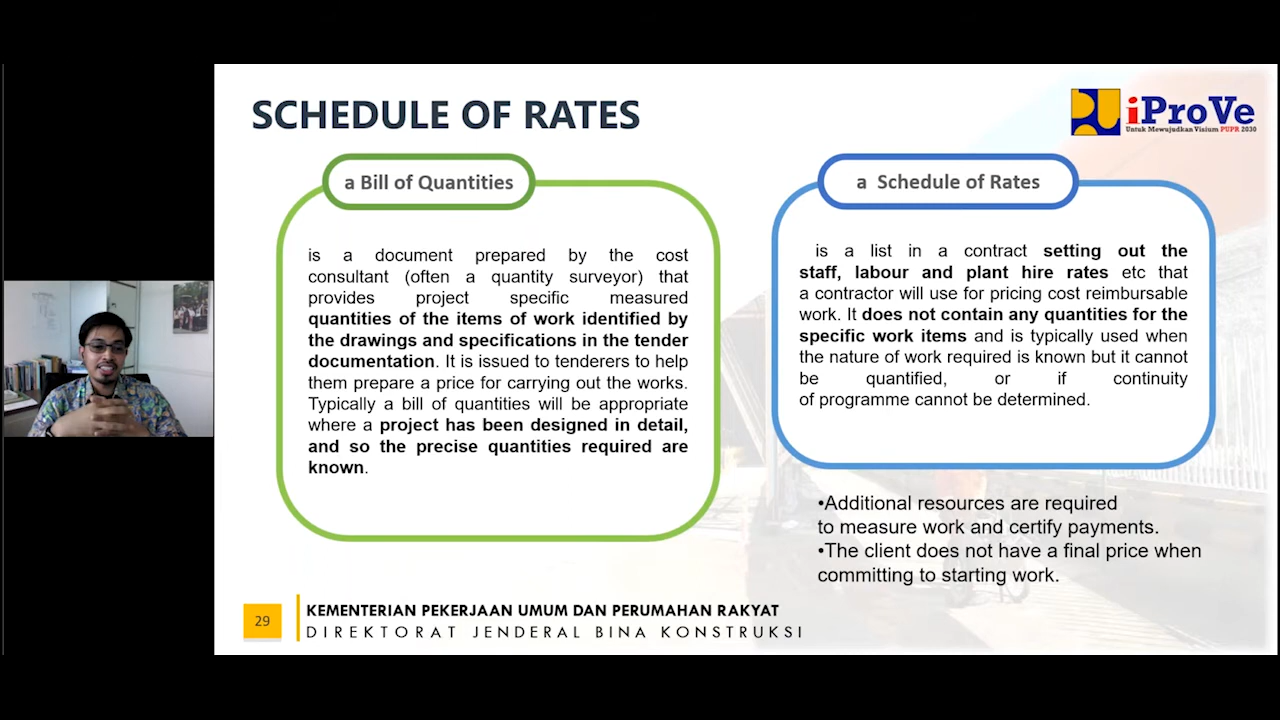 SCHEDULE OF RATES
iProVe
Untuk Mewujudkan Visium PUPR 2030
a Bill of Quantities
is a document prepared by the cost
consultant (often a quantity surveyor) that
provides project specific measured
quantities of the items of work identified by
the drawings and specifications in the tender
documentation. It is issued to tenderers to help
them prepare a price for carrying out the works.
Typically a bill of quantities will be appropriate
where a project has been designed in detail,
and so the precise quantities required are
known.
a Schedule of Rates
is a list in a contract setting out the
staff, labour and plant hire rates etc that
a contractor will use for pricing cost reimbursable
work. It does not contain any quantities for the
specific work items and is typically used when
the nature of work required is known but it cannot
be quantified, or if continuity
of programme cannot be determined.
•Additional resources are required
to measure work and certify payments.
•The client does not have a final price when
committing to starting work.
29
KEMENTERIAN PEKERJAAN UMUM DAN PERUMAHAN RAKYAT
DIREKTORAT JENDERAL BINA KONSTRUKSI